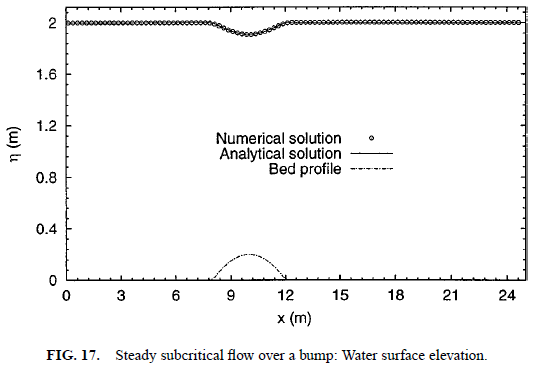 2
1.6
1.2
0.8
0.4
0
η (m)
Numerical solution
Analytical solution
Bed profile
0 3 6 9 12 15 18 21 24
x (m)
FIG. 17. Steady subcritical flow over a bump: Water surface elevation.